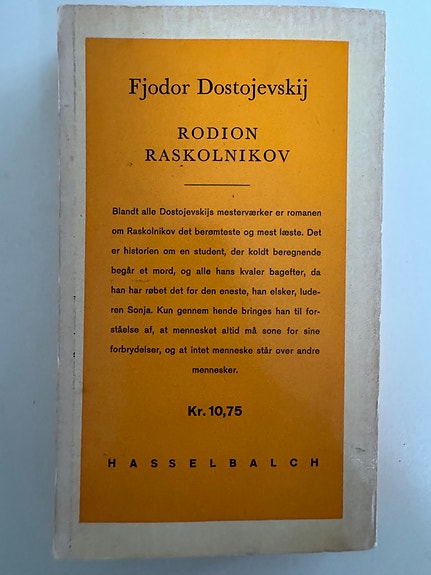 Fjodor Dostojevskij
RODION
RASKOLNIKOV
Blandt alle Dostojevskijs mesterværker er romanen
om Raskolnikov det berømteste og mest læste. Det
er historien om en student, der koldt beregnende
begår et mord, og alle hans kvaler bagefter, da
han har røbet det for den eneste, han elsker, lude-
ren Sonja. Kun gennem hende bringes han til for-
ståelse af, at mennesket altid må sone for sine
forbrydelser, og at intet menneske står over andre
mennesker.
Kr. 10,75
HASSELBALCH